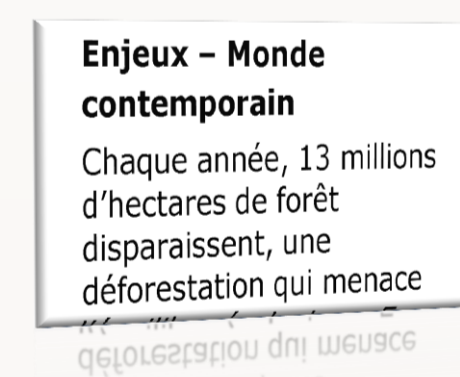 Enjeux – Monde
contemporain
Chaque année, 13 millions
d'hectares de forêt
disparaissent, une
déforestation qui menace